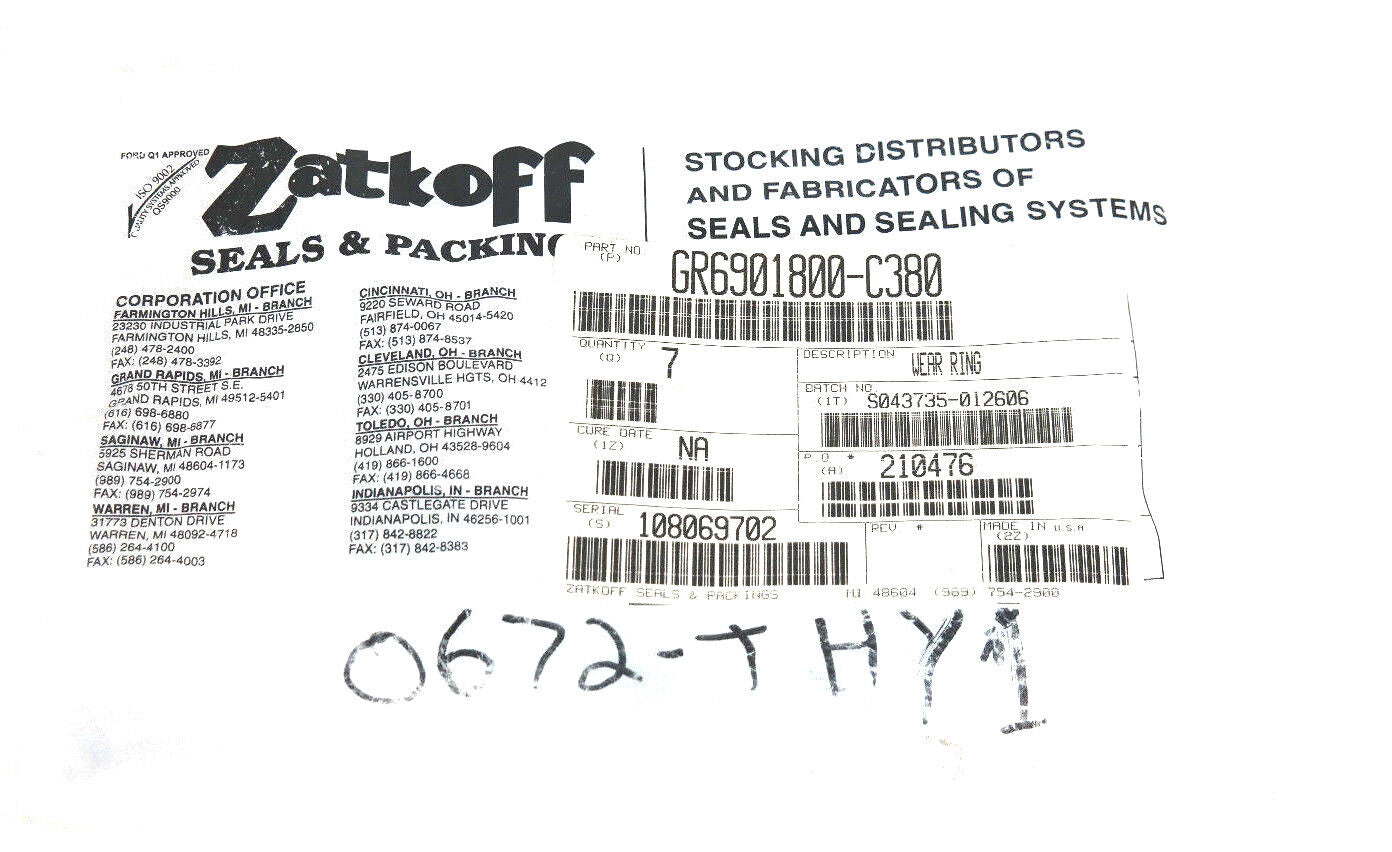 FORD Q1 APPROVED
ISO 9002
QUALITY SYSTEMS APPROVED
QS9000
Zatkoff
SEALS & PACKING
STOCKING DISTRIBUTORS
AND FABRICATORS OF
SEALS AND SEALING SYSTEMS
CORPORATION OFFICE
FARMINGTON HILLS, MI - BRANCH
23230 INDUSTRIAL PARK DRIVE
FARMINGTON HILLS, MI 48335-2850
(248) 478-2400
FAX: (248) 478-3392
GRAND RAPIDS, MI - BRANCH
4678 50TH STREET S.E.
GRAND RAPIDS, MI 49512-5401
(616) 698-6880
FAX: (616) 698-6877
SAGINAW, MI - BRANCH
5925 SHERMAN ROAD
SAGINAW, MI 48604-1173
(989) 754-2900
FAX: (989) 754-2974
WARREN, MI - BRANCH
31773 DENTON DRIVE
WARREN, MI 48092-4718
(586) 264-4100
FAX: (586) 264-4003
CINCINNATI, OH - BRANCH
9220 SEWARD ROAD
FAIRFIELD, OH 45014-5420
(513) 874-0067
FAX: (513) 874-8537
CLEVELAND, OH - BRANCH
2475 EDISON BOULEVARD
WARRENSVILLE HGTS, OH 4412
(330) 405-8700
FAX: (330) 405-8701
TOLEDO, OH - BRANCH
8929 AIRPORT HIGHWAY
HOLLAND, OH 43528-9604
(419) 866-1600
FAX: (419) 866-4668
INDIANAPOLIS, IN - BRANCH
9334 CASTLEGATE DRIVE
INDIANAPOLIS, IN 46256-1001
(317) 842-8822
FAX: (317) 842-8383
PART NO.
(P)
GR6901800-C380
QUANTITY
(Q)
7
DESCRIPTION
WEAR RING
BATCH NO.
(1T) S043735-012606
CURE DATE
(1Z)
NA
P.O #
(A)
210476
SERIAL
(S)
108069702
REV #
MADE IN U.S.A
(2Z)
ZATKOFF SEALS & PACKINGS
MI 48604 (989) 754-2900
0672-THY1